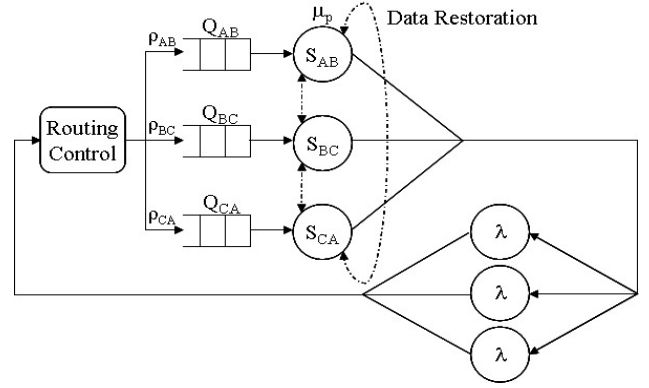 μp
Data Restoration
ρAB
QAB
SAB
Routing
Control
ρBC
QBC
SBC
ρCA
QCA
SCA
λ
λ
λ